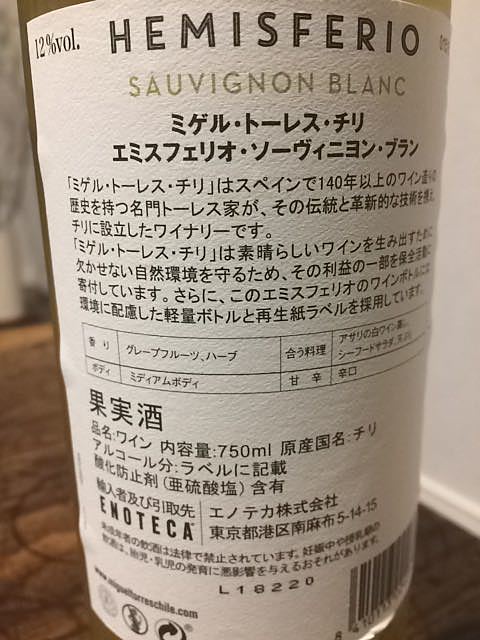 12%vol.
HEMISFERIO
SAUVIGNON BLANC
ミゲル・トーレス・チリ
エミスフェリオ・ソーヴィニヨン・ブラン
「ミゲル・トーレス・チリ」はスペインで140年以上のワイン造りの
歴史を持つ名門トーレス家が、その伝統と革新的な技術を携え、
チリに設立したワイナリーです。
「ミゲル・トーレス・チリ」は素晴らしいワインを生み出すために
欠かせない自然環境を守るため、その利益の一部を保全活動に
寄付しています。さらに、このエミスフェリオのワインボトルには
環境に配慮した軽量ボトルと再生紙ラベルを採用しています。
香り グレープフルーツ、ハーブ 合う料理 アサリの白ワイン蒸し、
シーフードサラダ、
ボディ ミディアムボディ 甘辛 辛口
果実酒
品名:ワイン 内容量:750ml 原産国名:チリ
アルコール分:ラベルに記載
酸化防止剤(亜硫酸塩)含有
輸入者及び引取先 エノテカ株式会社
ENOTECA 東京都港区南麻布5-14-15
未成年者の飲酒は法律で禁止されています。妊娠中や授乳期の
飲酒は、胎児・乳児の発育に悪影響を与えるおそれがあります。
L18220
www.migueltorreschile.com